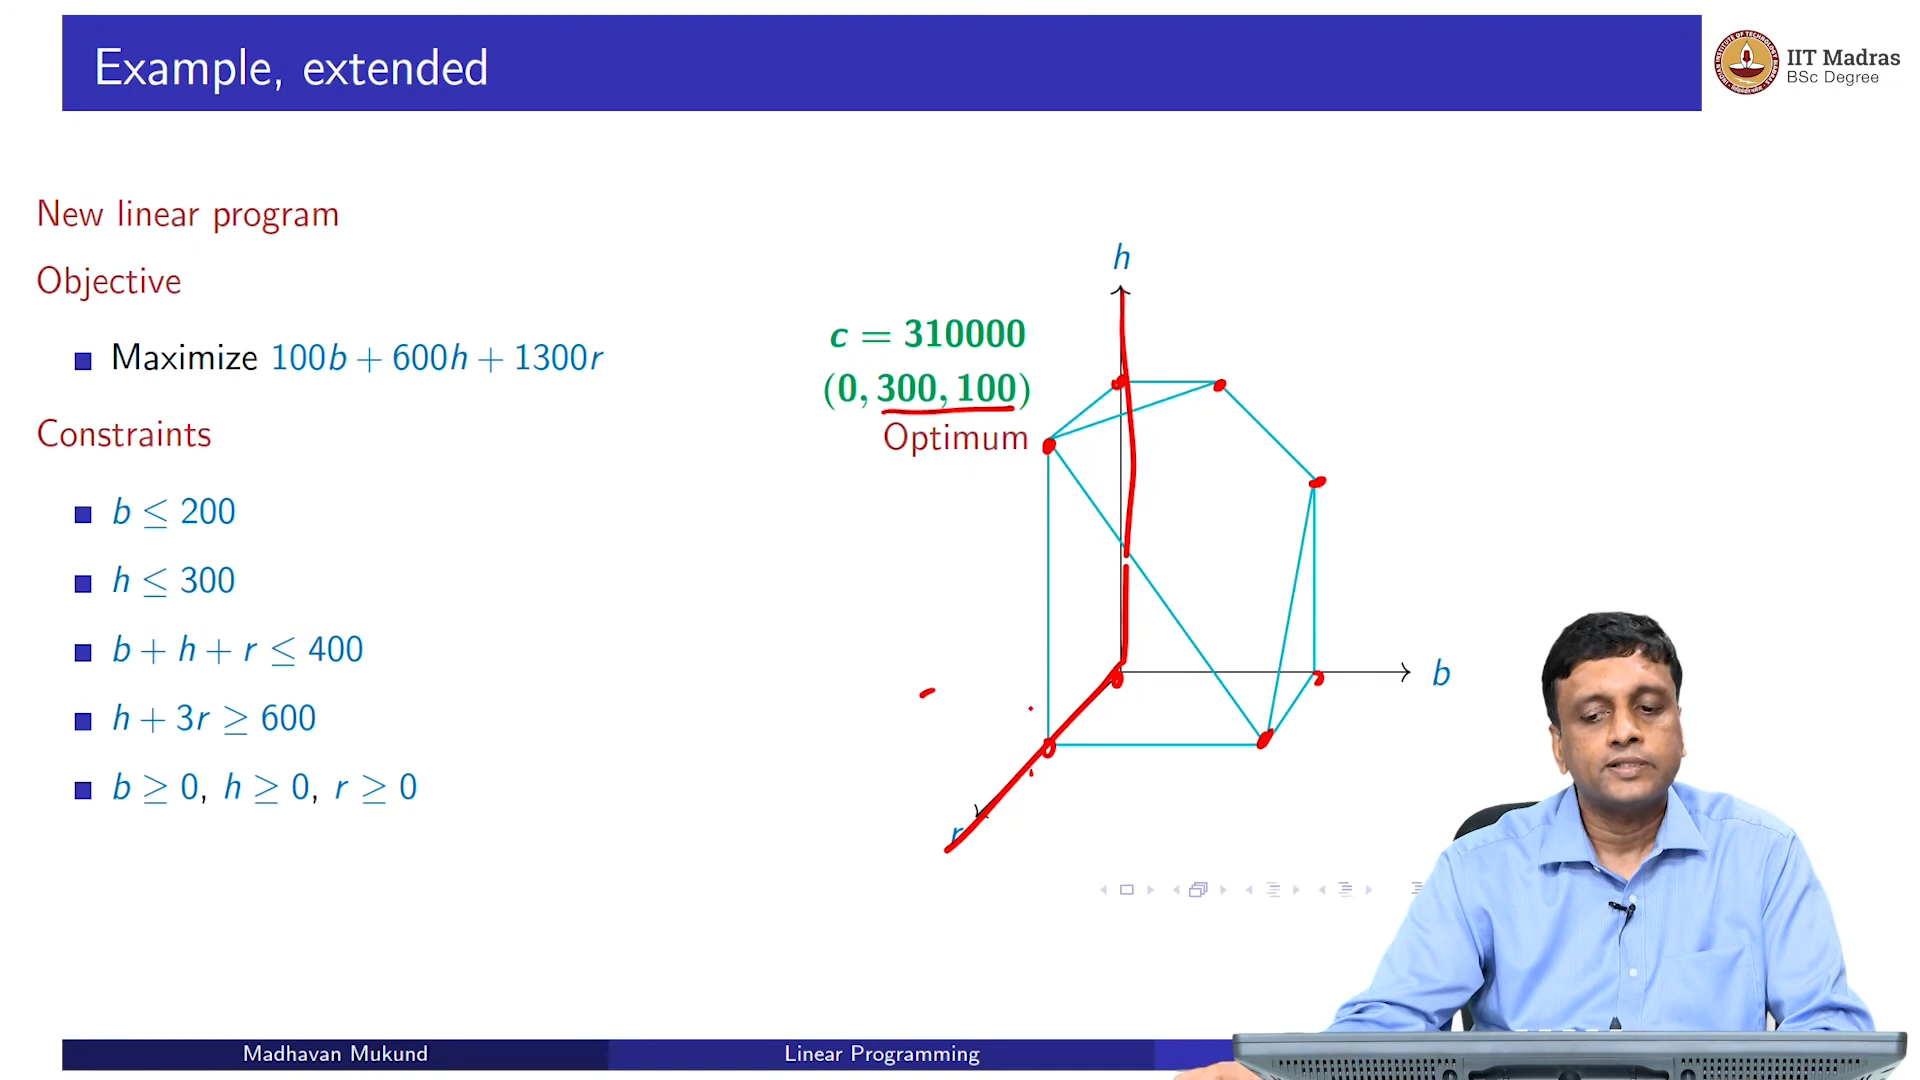 Example, extended
IIT Madras
BSc Degree
New linear program
Objective
Maximize 100b + 600h + 1300r
Constraints
b ≤ 200
h ≤ 300
b + h + r ≤ 400
h + 3r ≥ 600
b ≥ 0, h ≥ 0, r ≥ 0
h
c = 310000
(0, 300, 100)
Optimum
b
r
Madhavan Mukund
Linear Programming